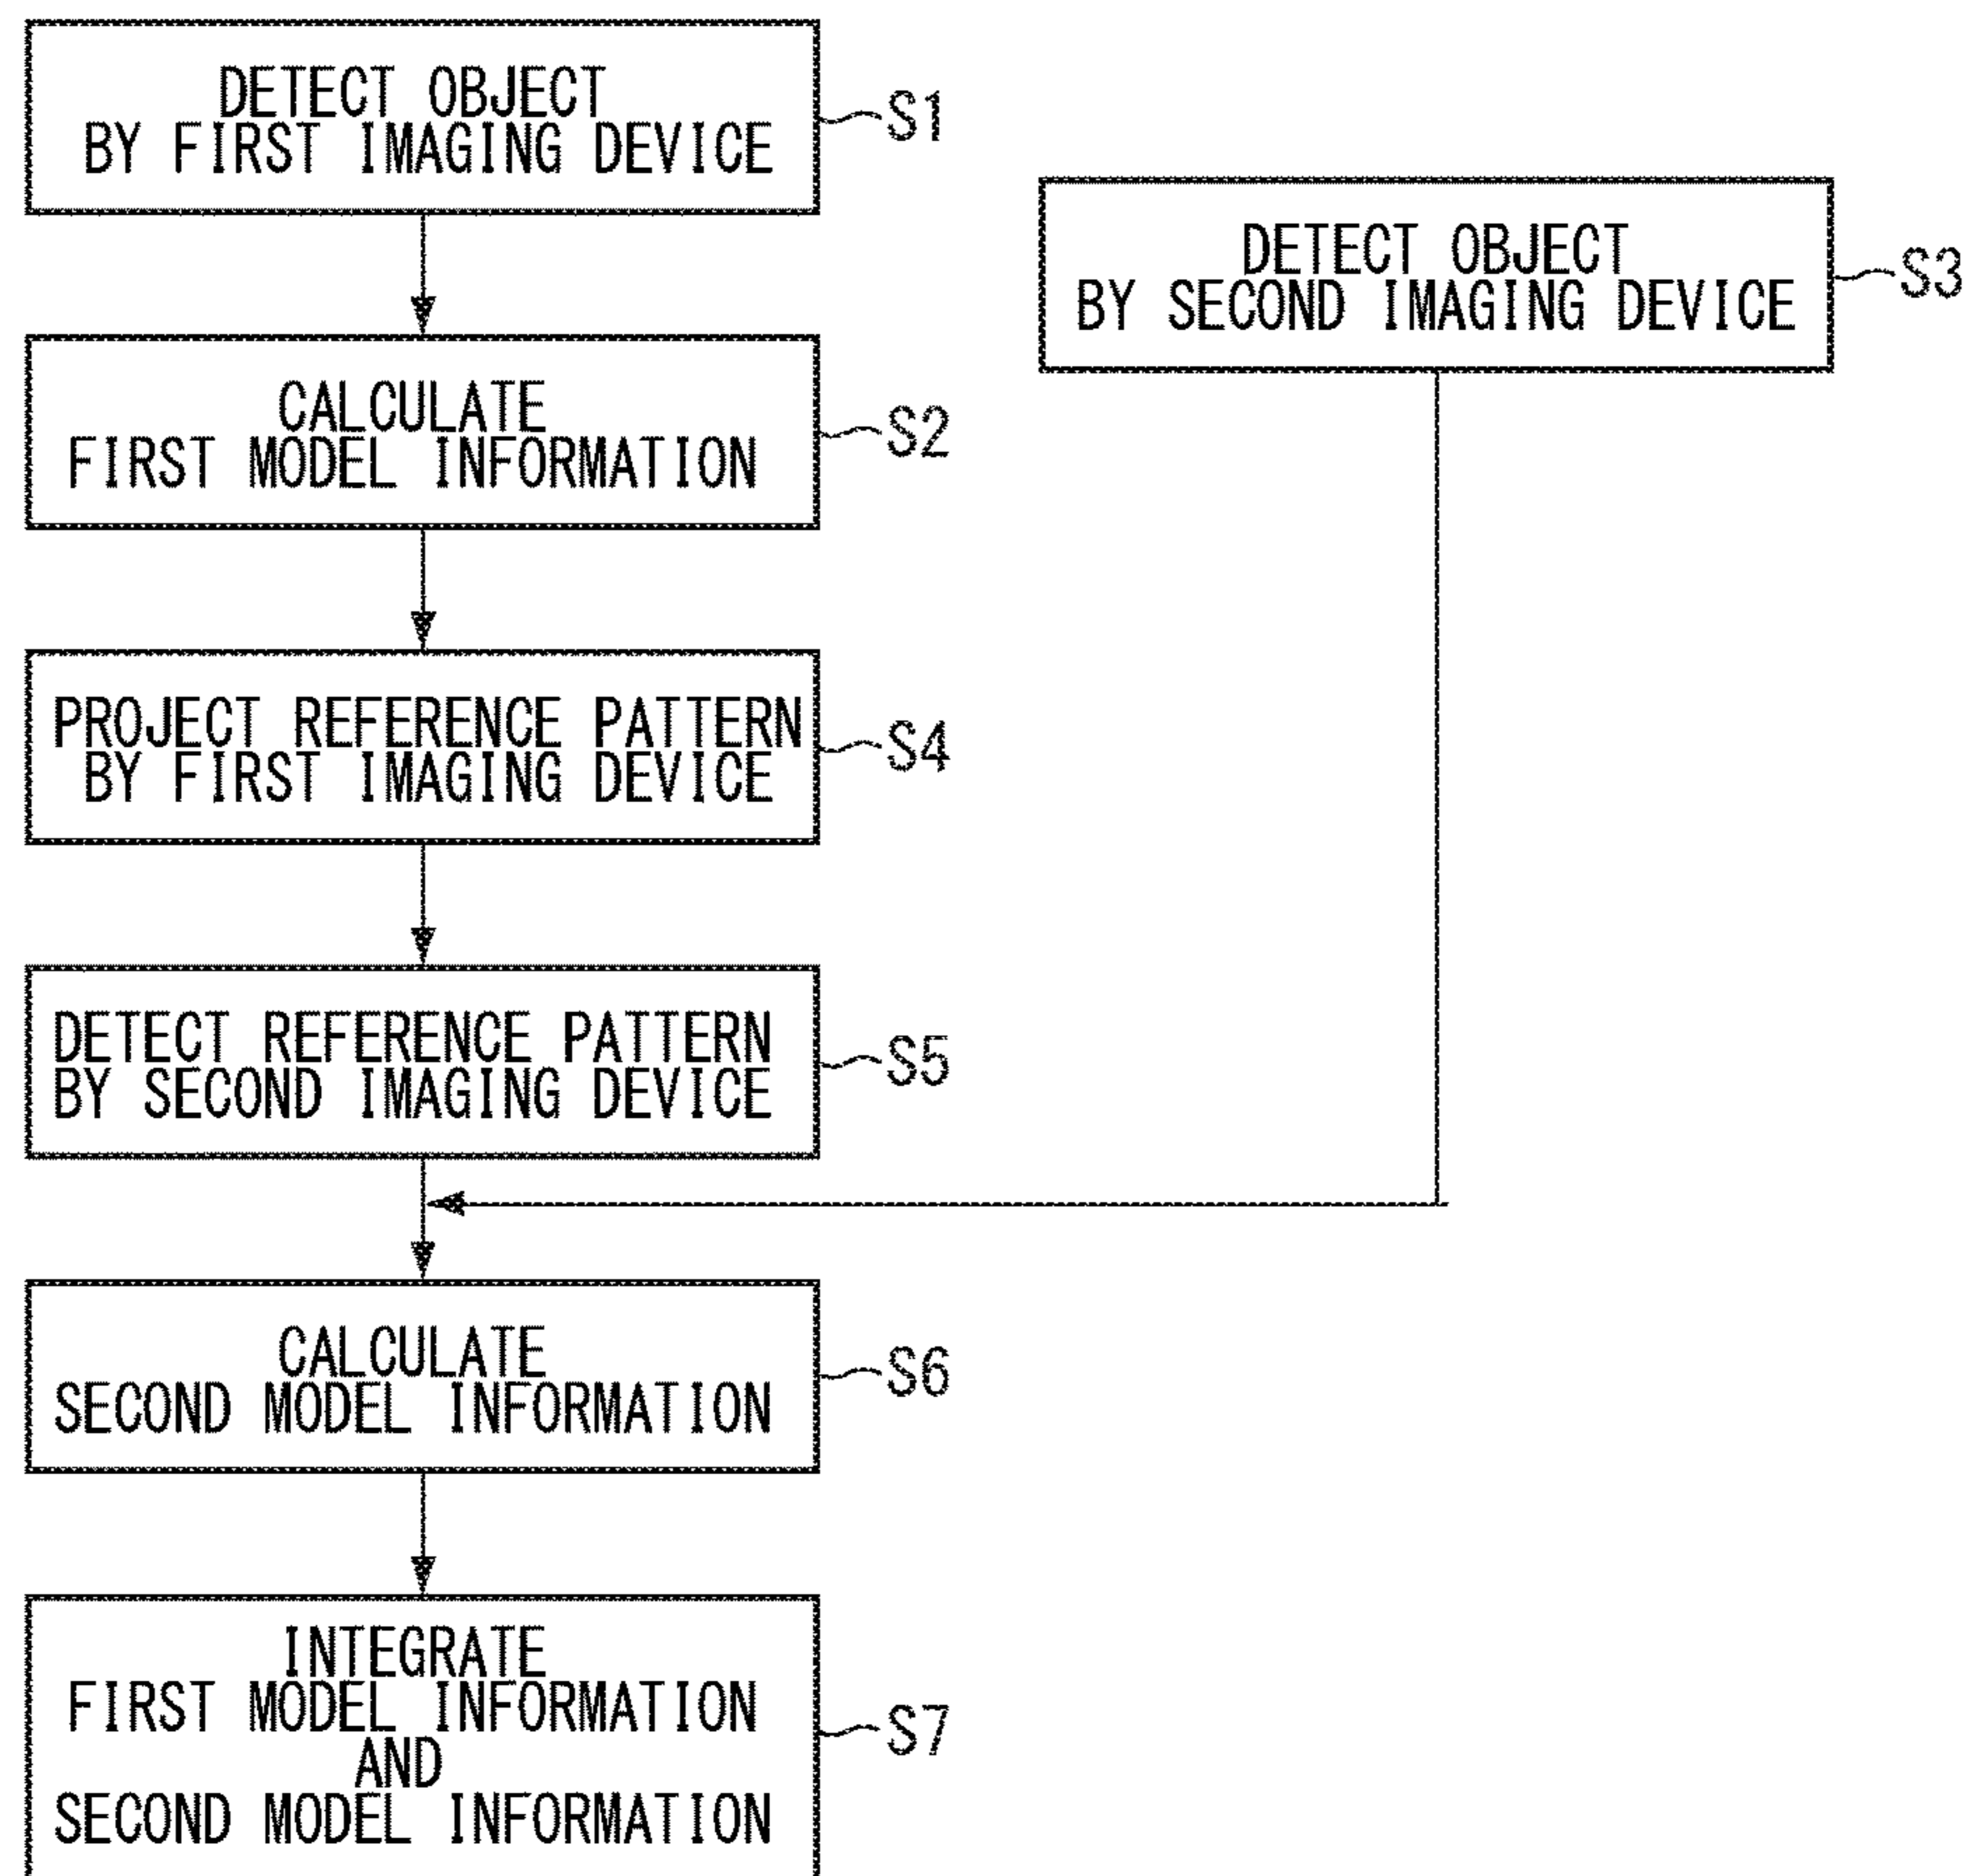 DETECT OBJECT
BY FIRST IMAGING DEVICE
S1
DETECT OBJECT
BY SECOND IMAGING DEVICE
S3
CALCULATE
FIRST MODEL INFORMATION
S2
PROJECT REFERENCE PATTERN
BY FIRST IMAGING DEVICE
S4
DETECT REFERENCE PATTERN
BY SECOND IMAGING DEVICE
S5
CALCULATE
SECOND MODEL INFORMATION
S6
INTEGRATE
FIRST MODEL INFORMATION
AND
SECOND MODEL INFORMATION
S7